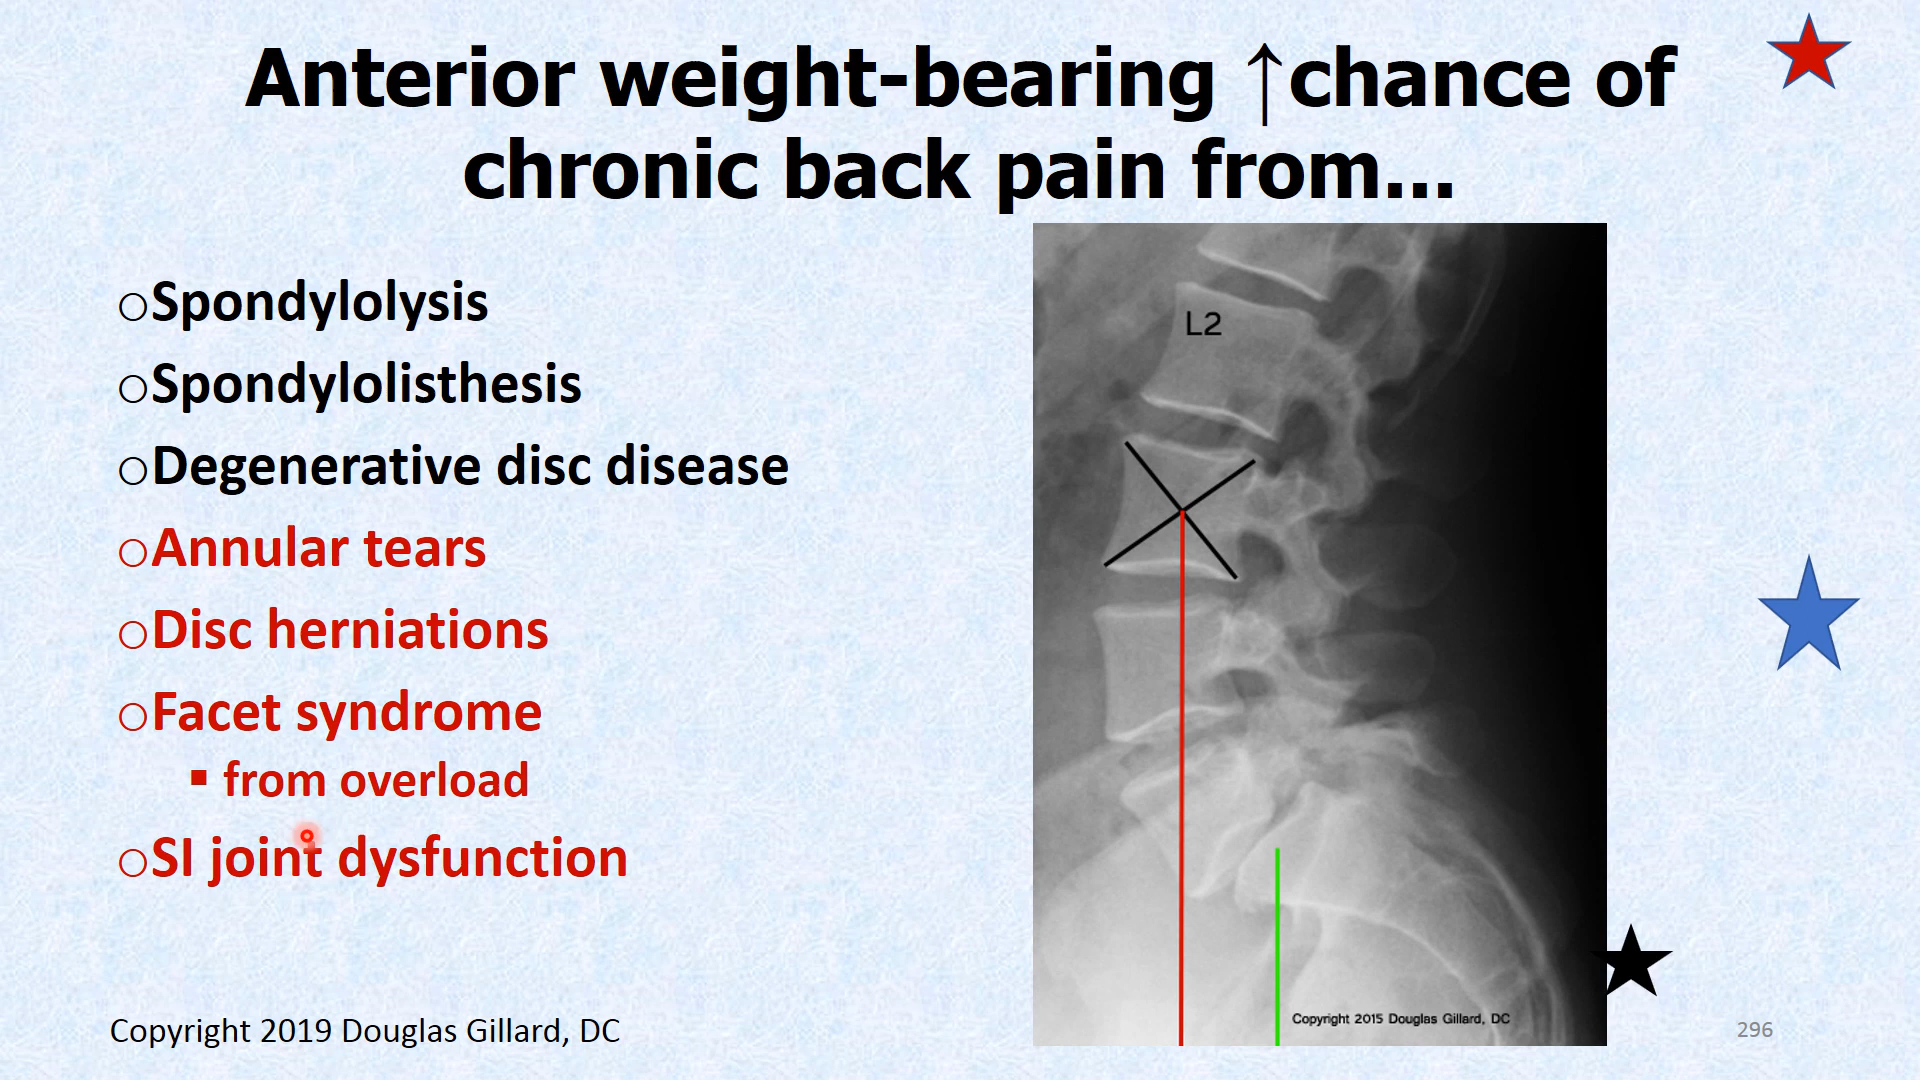 Anterior weight-bearing ↑chance of
chronic back pain from...
Spondylolysis
Spondylolisthesis
Degenerative disc disease
Annular tears
Disc herniations
Facet syndrome
from overload
SI joint dysfunction
L2
Copyright 2015 Douglas Gillard, DC
Copyright 2019 Douglas Gillard, DC
296